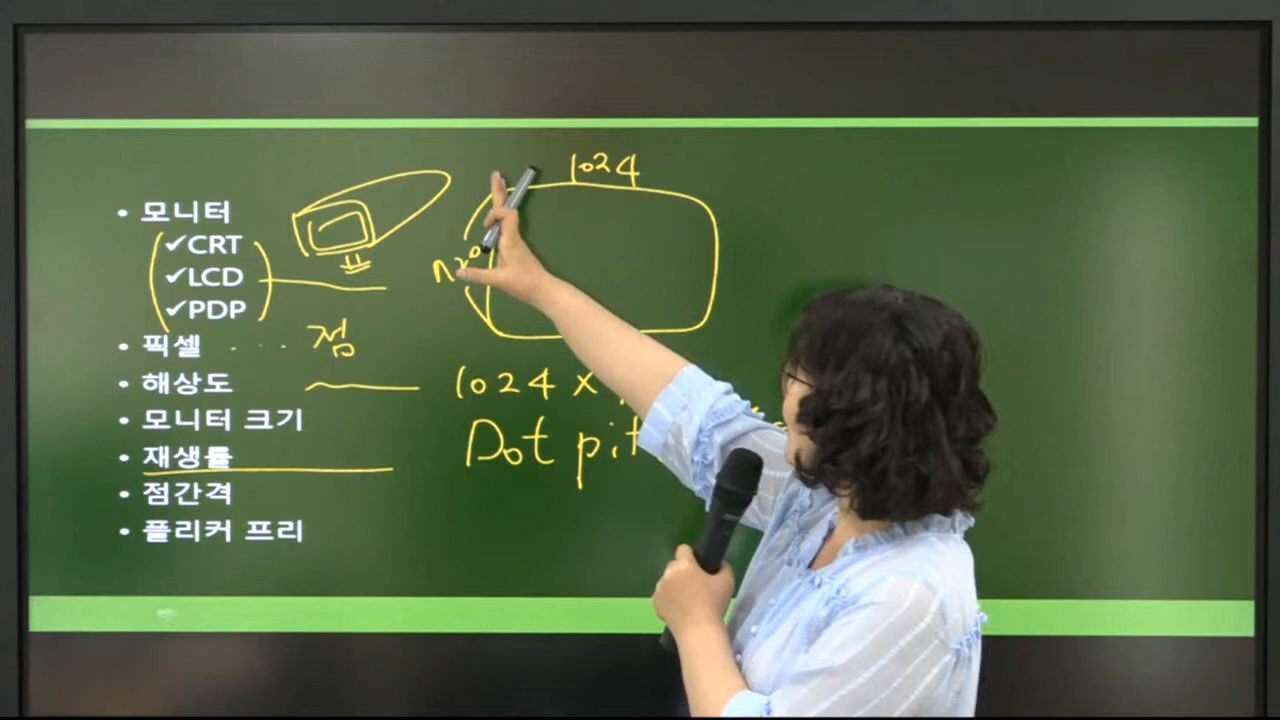 1024
• 모니터
✓CRT
✓LCD
✓PDP
• 픽셀 . . . . 점
• 해상도 1024 x
• 모니터 크기
Dot
• 재생률
• 점간격
• 플리커 프리